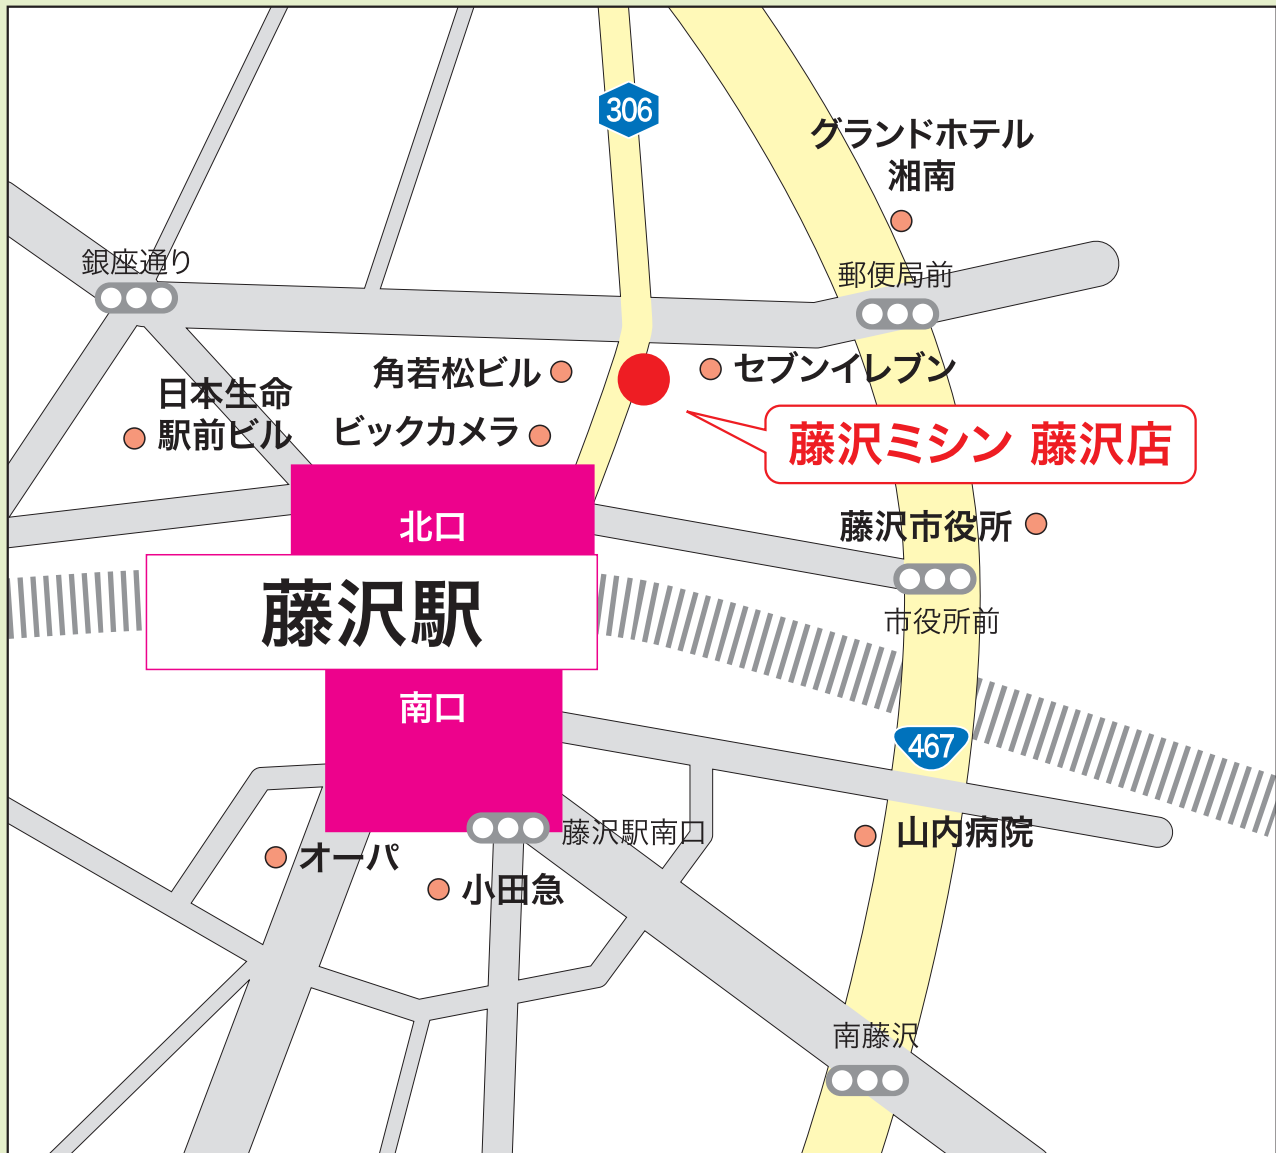 306
グランドホテル
湘南
銀座通り
郵便局前
角若松ビル
セブンイレブン
日本生命
駅前ビル
ビックカメラ
藤沢ミシン 藤沢店
北口
藤沢市役所
藤沢駅
市役所前
南口
467
藤沢駅南口
山内病院
オーパ
小田急
南藤沢